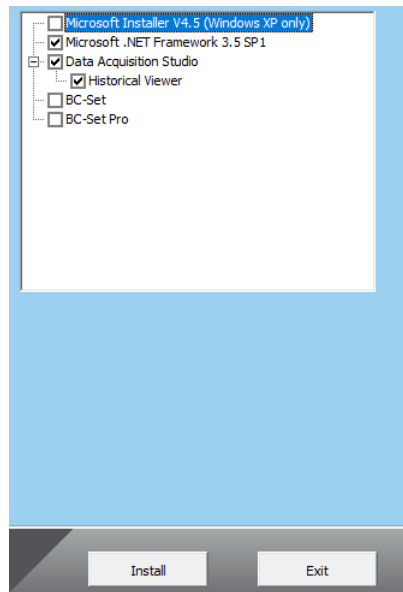 Microsoft Installer V4.5 (Windows XP only)
Microsoft .NET Framework 3.5 SP1
Data Acquisition Studio
Historical Viewer
BC-Set
BC-Set Pro
Install Exit